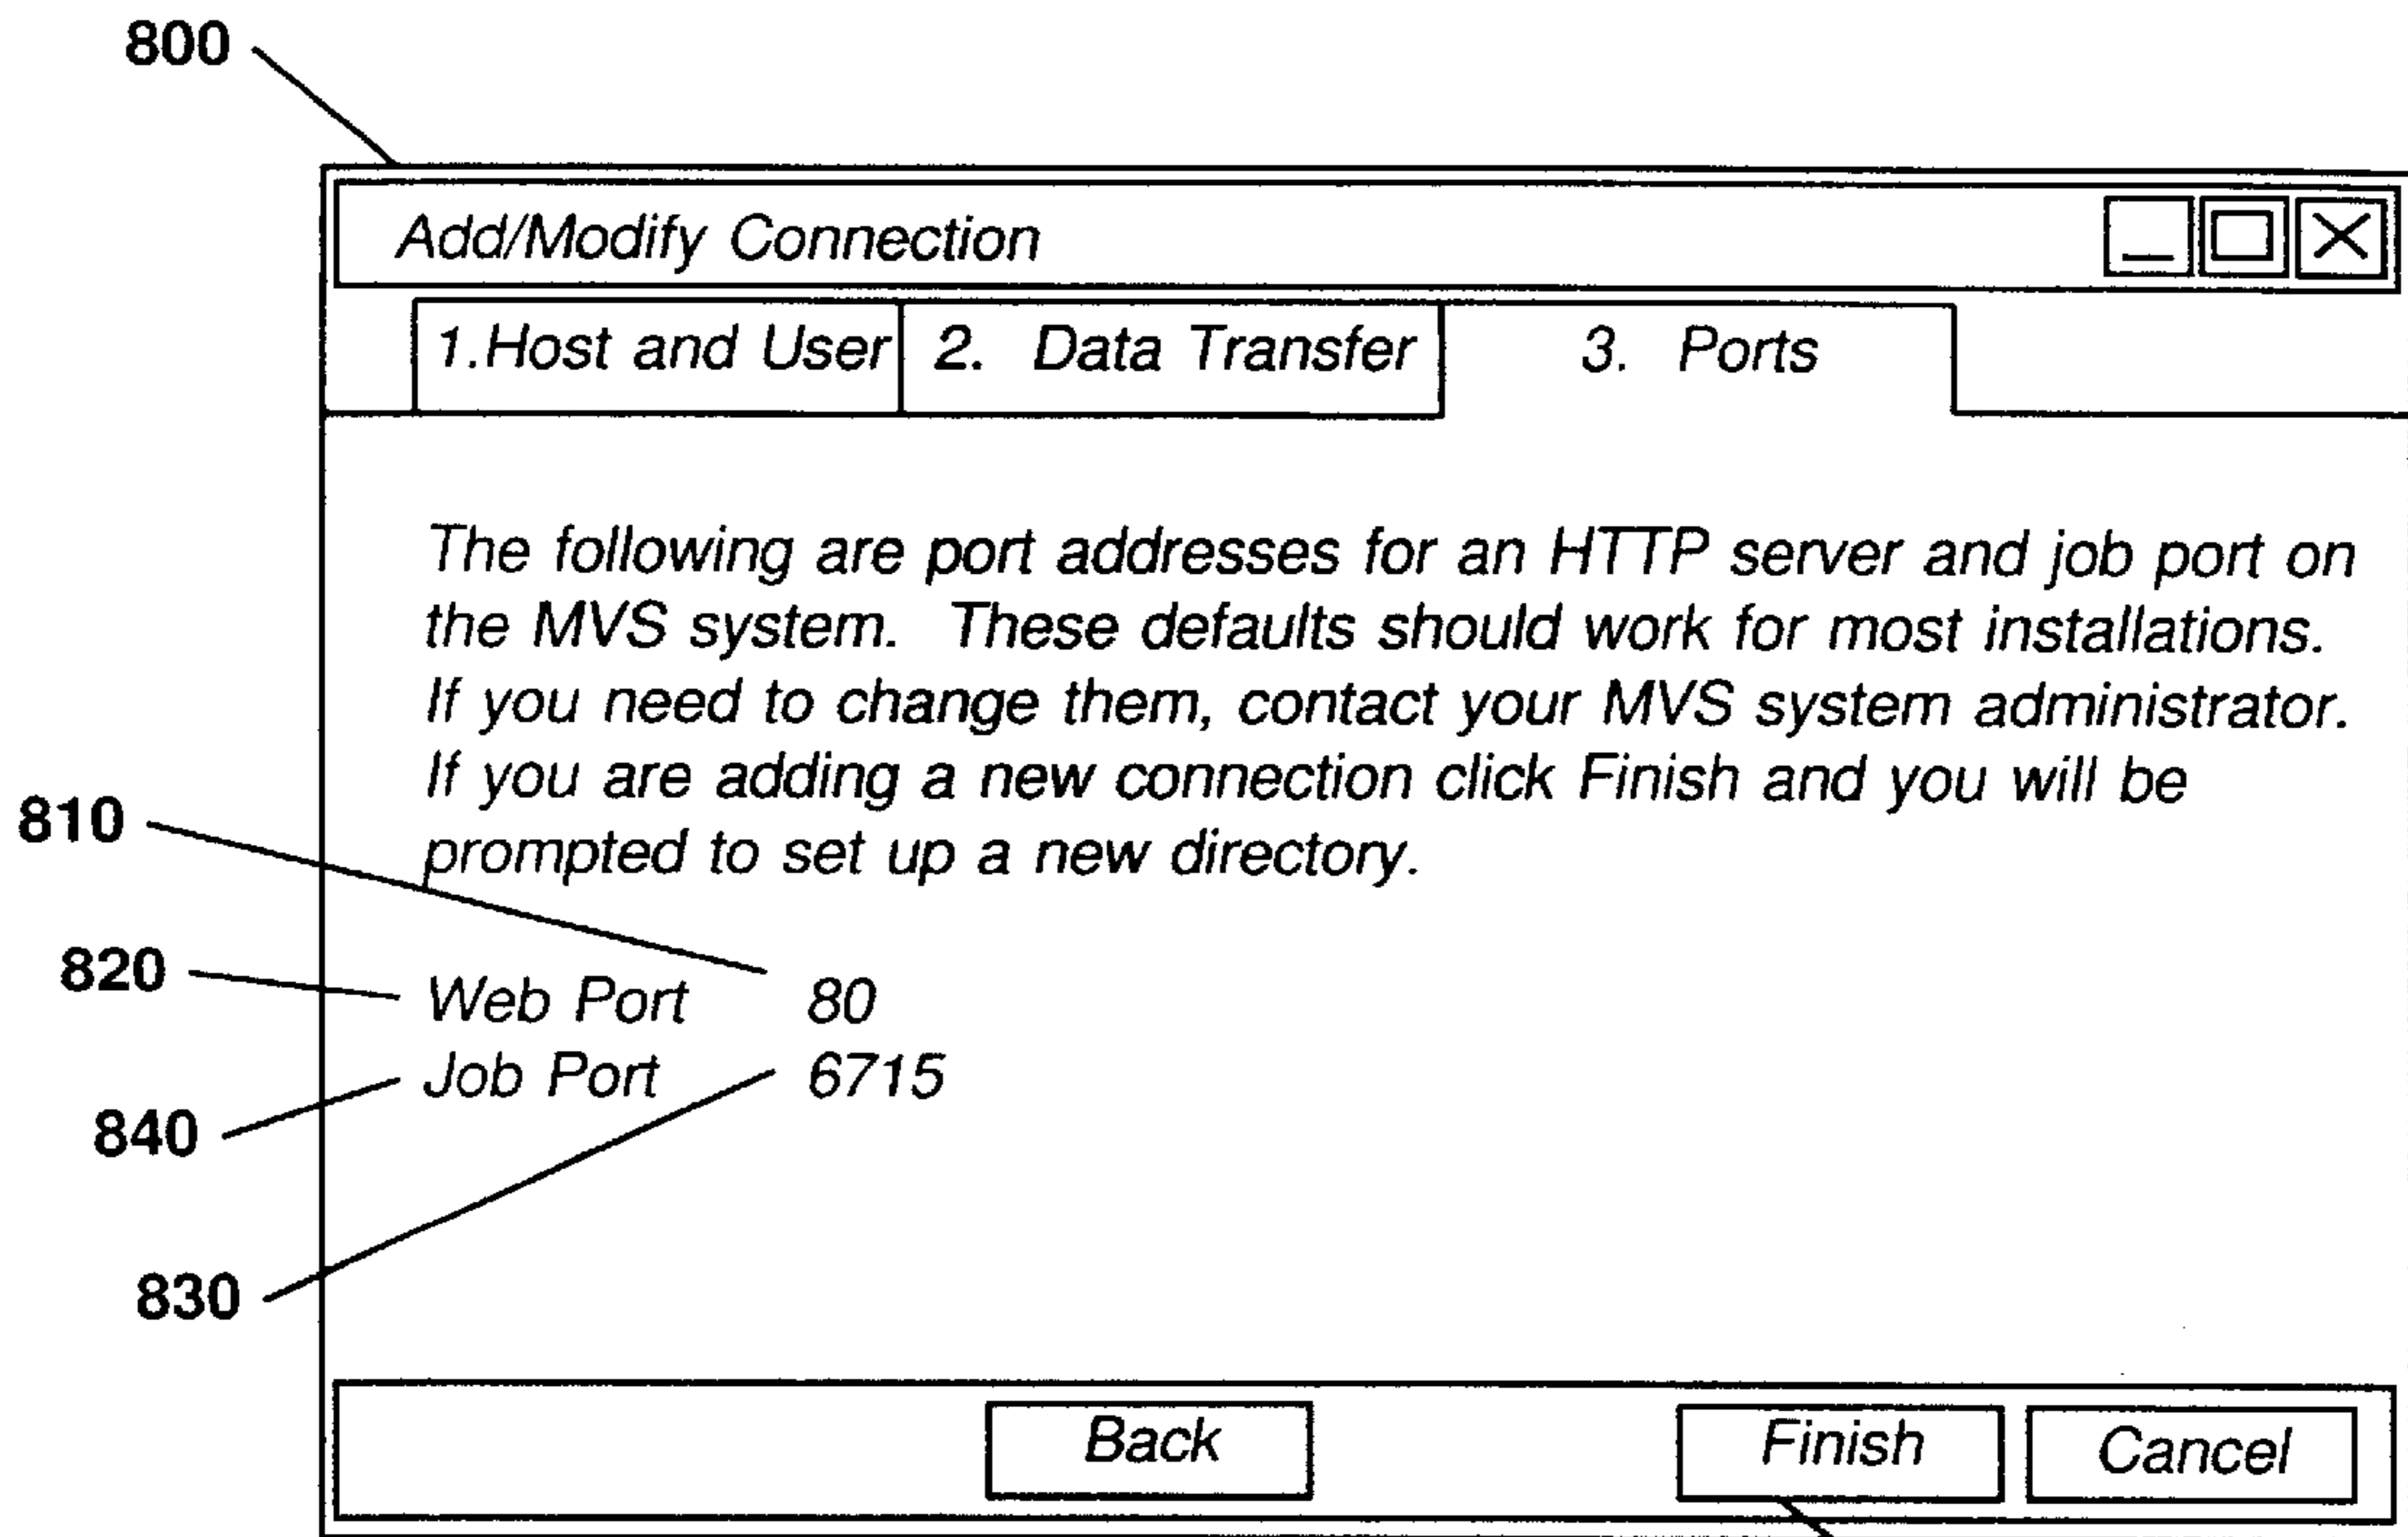 800
Add/Modify Connection
1.Host and User 2. Data Transfer 3. Ports
The following are port addresses for an HTTP server and job port on
the MVS system. These defaults should work for most installations.
If you need to change them, contact your MVS system administrator.
If you are adding a new connection click Finish and you will be
prompted to set up a new directory.
810
820 Web Port 80
Job Port 6715
840
830
Back Finish Cancel